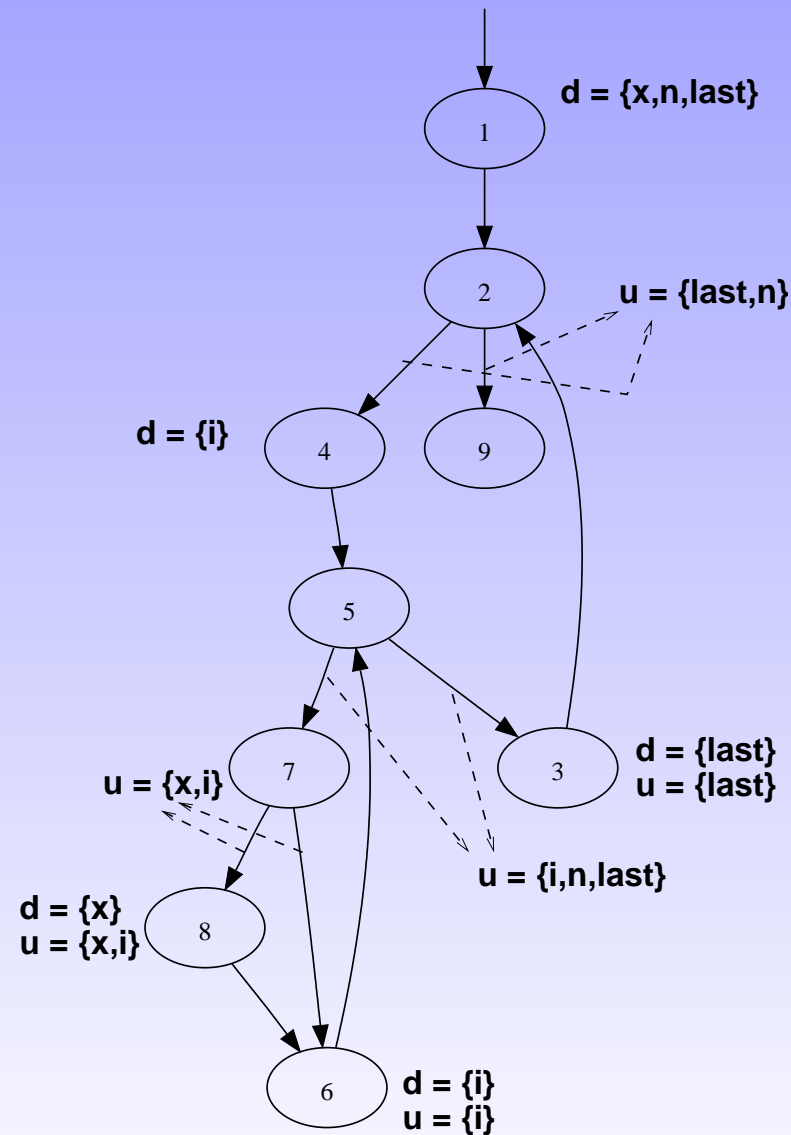 d = {x,n,last}
1
2
u = {last,n}
d = {i}
4
9
5
7
3
d = {last}
u = {last}
u = {x,i}
u = {i,n,last}
d = {x}
u = {x,i}
8
6
d = {i}
u = {i}